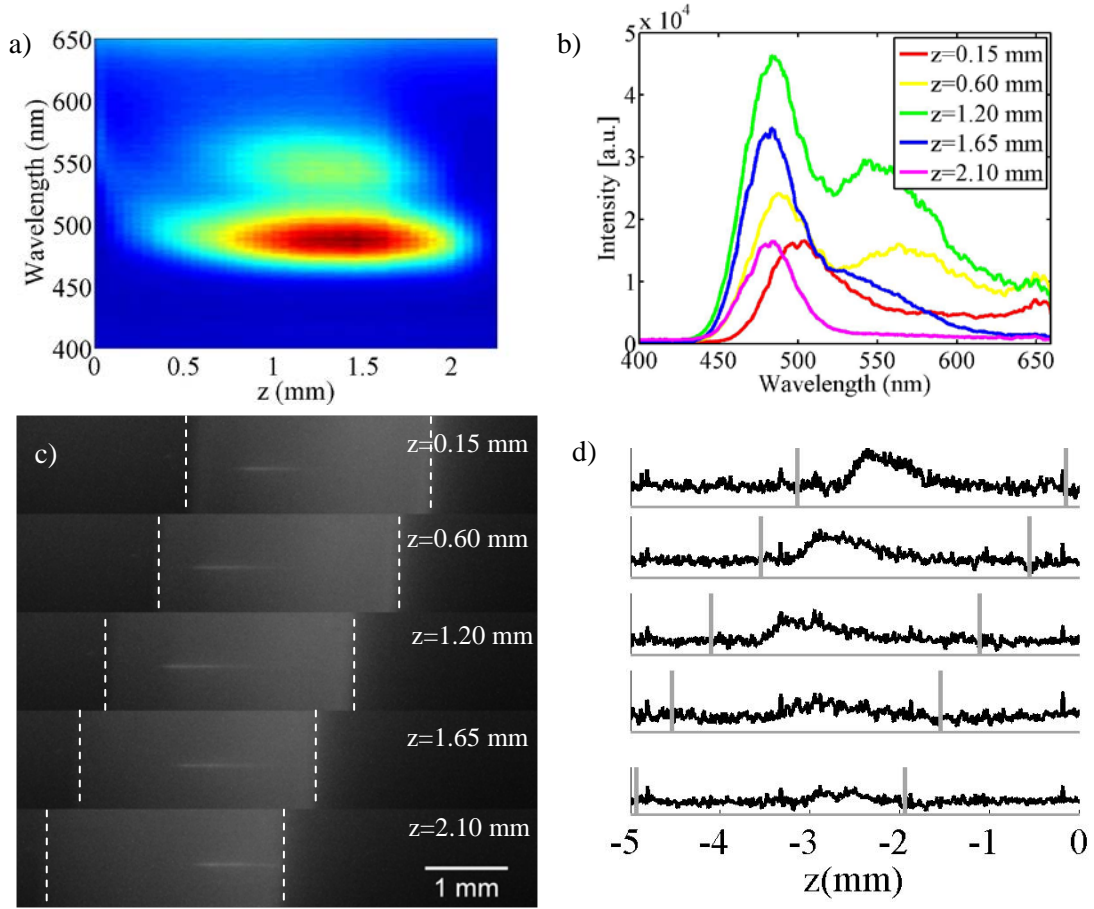 a)
650
600
550
500
450
400
Wavelength (nm)
0
0.5
1
1.5
2
z (mm)
b)
5 x 10⁴
4
3
2
1
0
Intensity [a.u.]
z=0.15 mm
z=0.60 mm
z=1.20 mm
z=1.65 mm
z=2.10 mm
400
450
500
550
600
650
Wavelength (nm)
c)
z=0.15 mm
z=0.60 mm
z=1.20 mm
z=1.65 mm
z=2.10 mm
1 mm
d)
-5
-4
-3
-2
-1
0
z(mm)